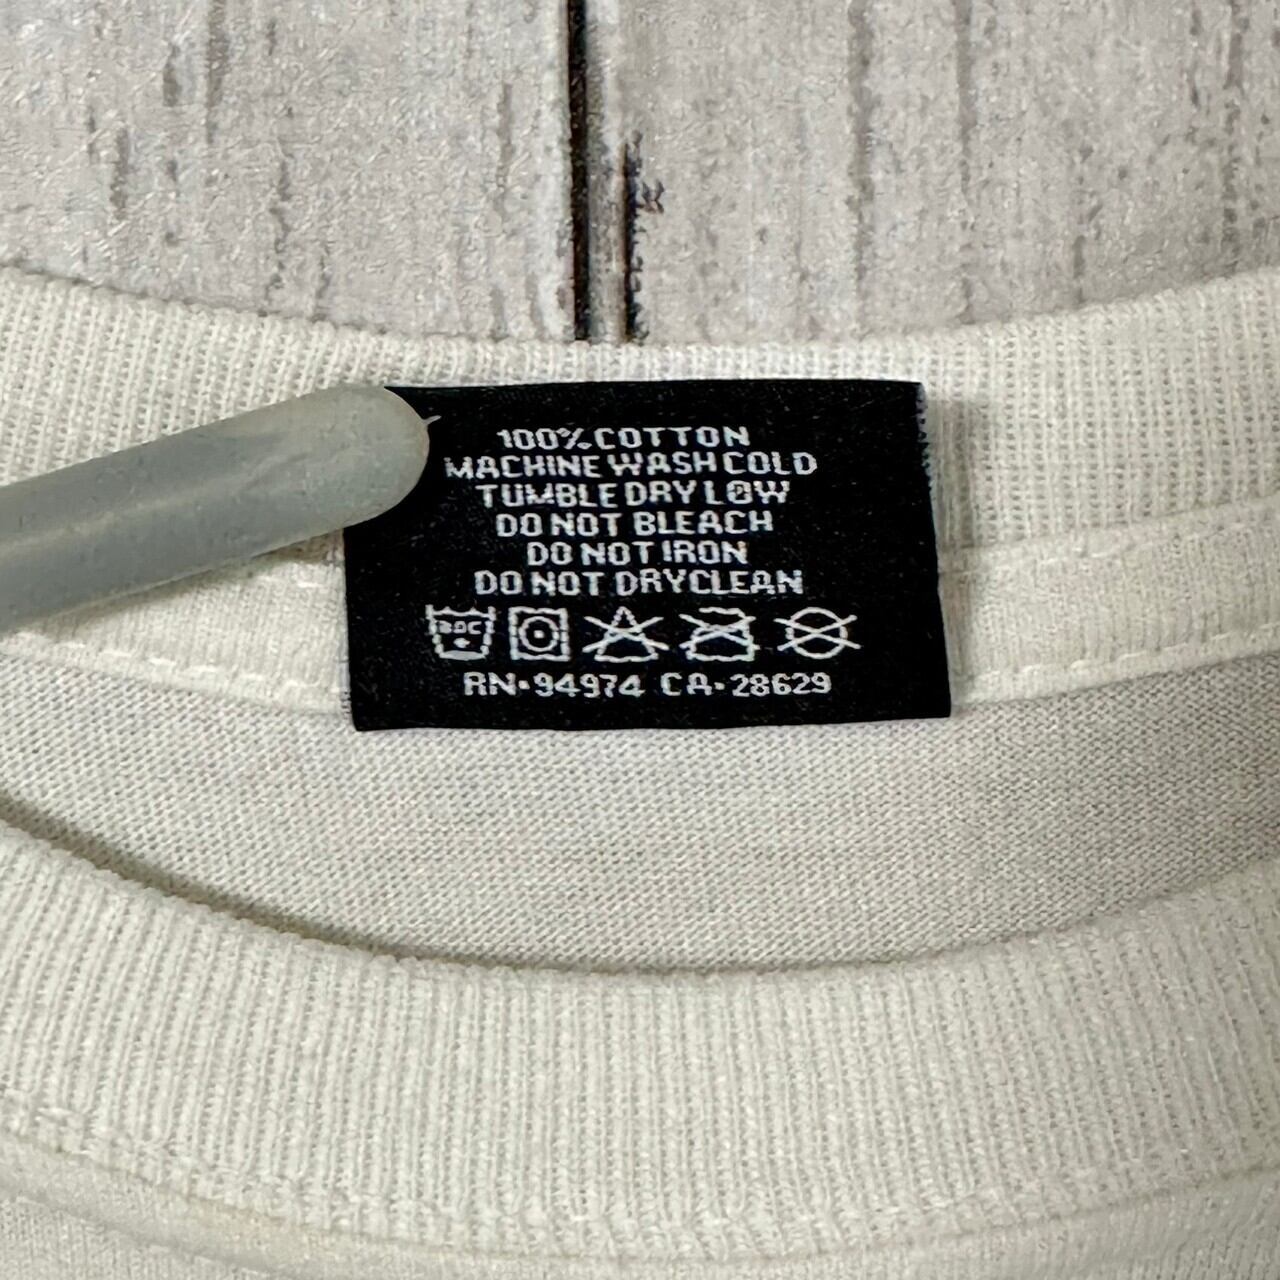 100% COTTON
MACHINE WASH COLD
TUMBLE DRY LOW
DO NOT BLEACH
DO NOT IRON
DO NOT DRYCLEAN
RN·94974 CA·28629